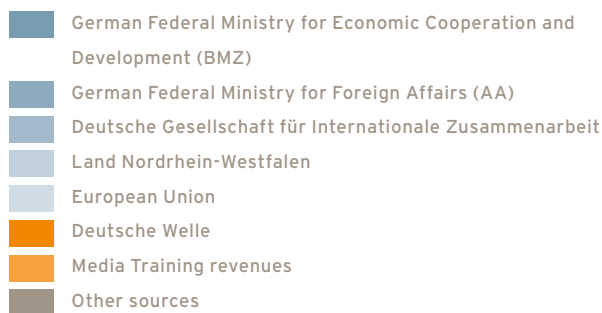 German Federal Ministry for Economic Cooperation and
Development (BMZ)
German Federal Ministry for Foreign Affairs (AA)
Deutsche Gesellschaft für Internationale Zusammenarbeit
Land Nordrhein-Westfalen
European Union
Deutsche Welle
Media Training revenues
Other sources